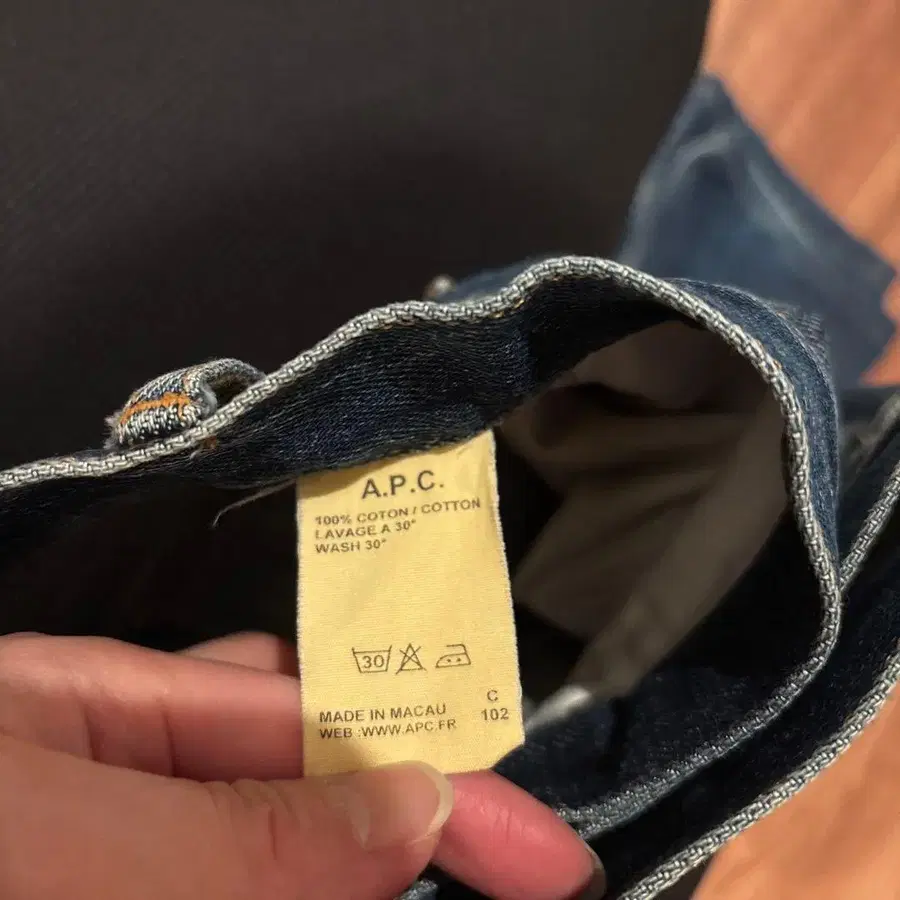 A.P.C.
100% COTON / COTTON
LAVAGE A 30°
WASH 30°
30
MADE IN MACAU C
WEB :WWW.APC.FR 102